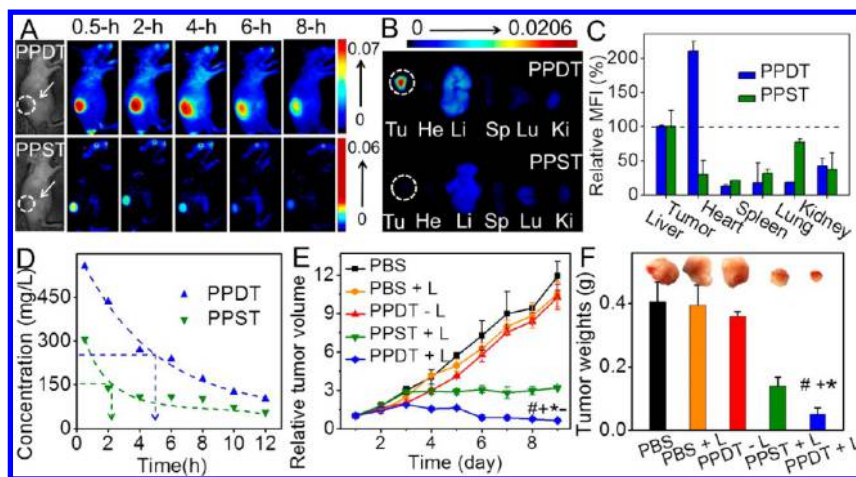 A
0.5-h 2-h 4-h 6-h 8-h
PPDT
0.07
0
PPST
0.06
0
B
0 0.0206
PPDT
Tu He Li Sp Lu Ki
PPST
Tu He Li Sp Lu Ki
C
Relative MFI (%)
200
150
100
50
0
PPDT
PPST
Liver Tumor Heart Spleen Lung Kidney
D
Concentration (mg/L)
450
300
150
0
PPDT
PPST
0 2 4 6 8 10 12
Time(h)
E
Relative tumor volume
12
9
6
3
0
PBS
PBS + L
PPDT - L
PPST + L
PPDT + L
#+*-
2 4 6 8
Time (day)
F
Tumor weights (g)
0.4
0.2
0.0
# +*
PBS
PBS + L
PPDT - L
PPST + L
PPDT + L